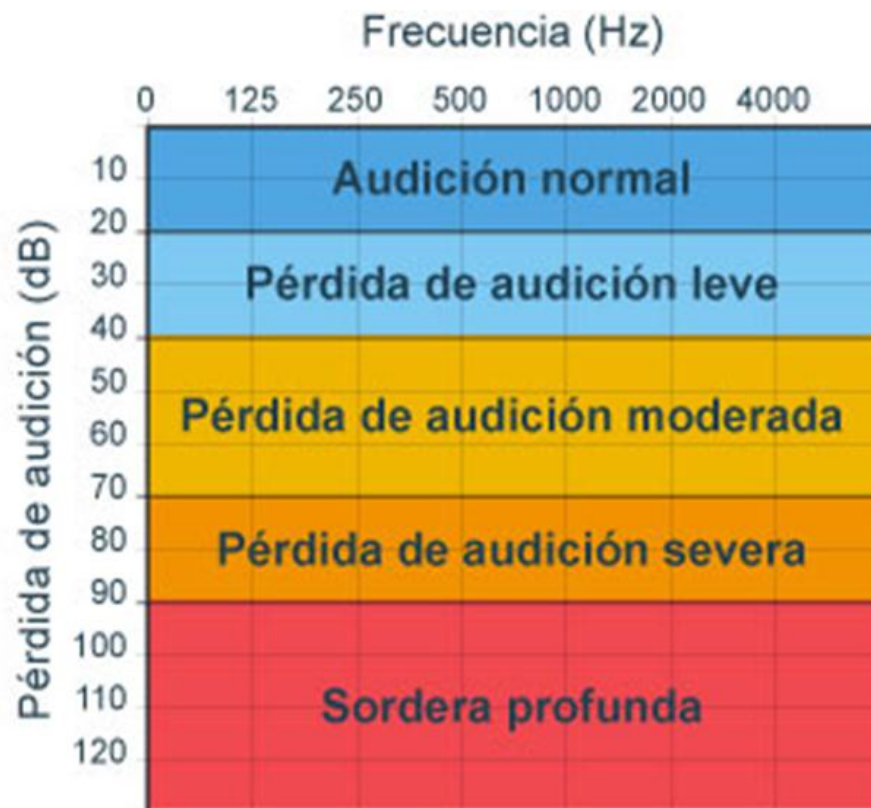 Frecuencia (Hz)
0 125 250 500 1000 2000 4000
Pérdida de audición (dB)
10
Audición normal
20
30
Pérdida de audición leve
40
50
Pérdida de audición moderada
60
70
80
Pérdida de audición severa
90
100
110
Sordera profunda
120